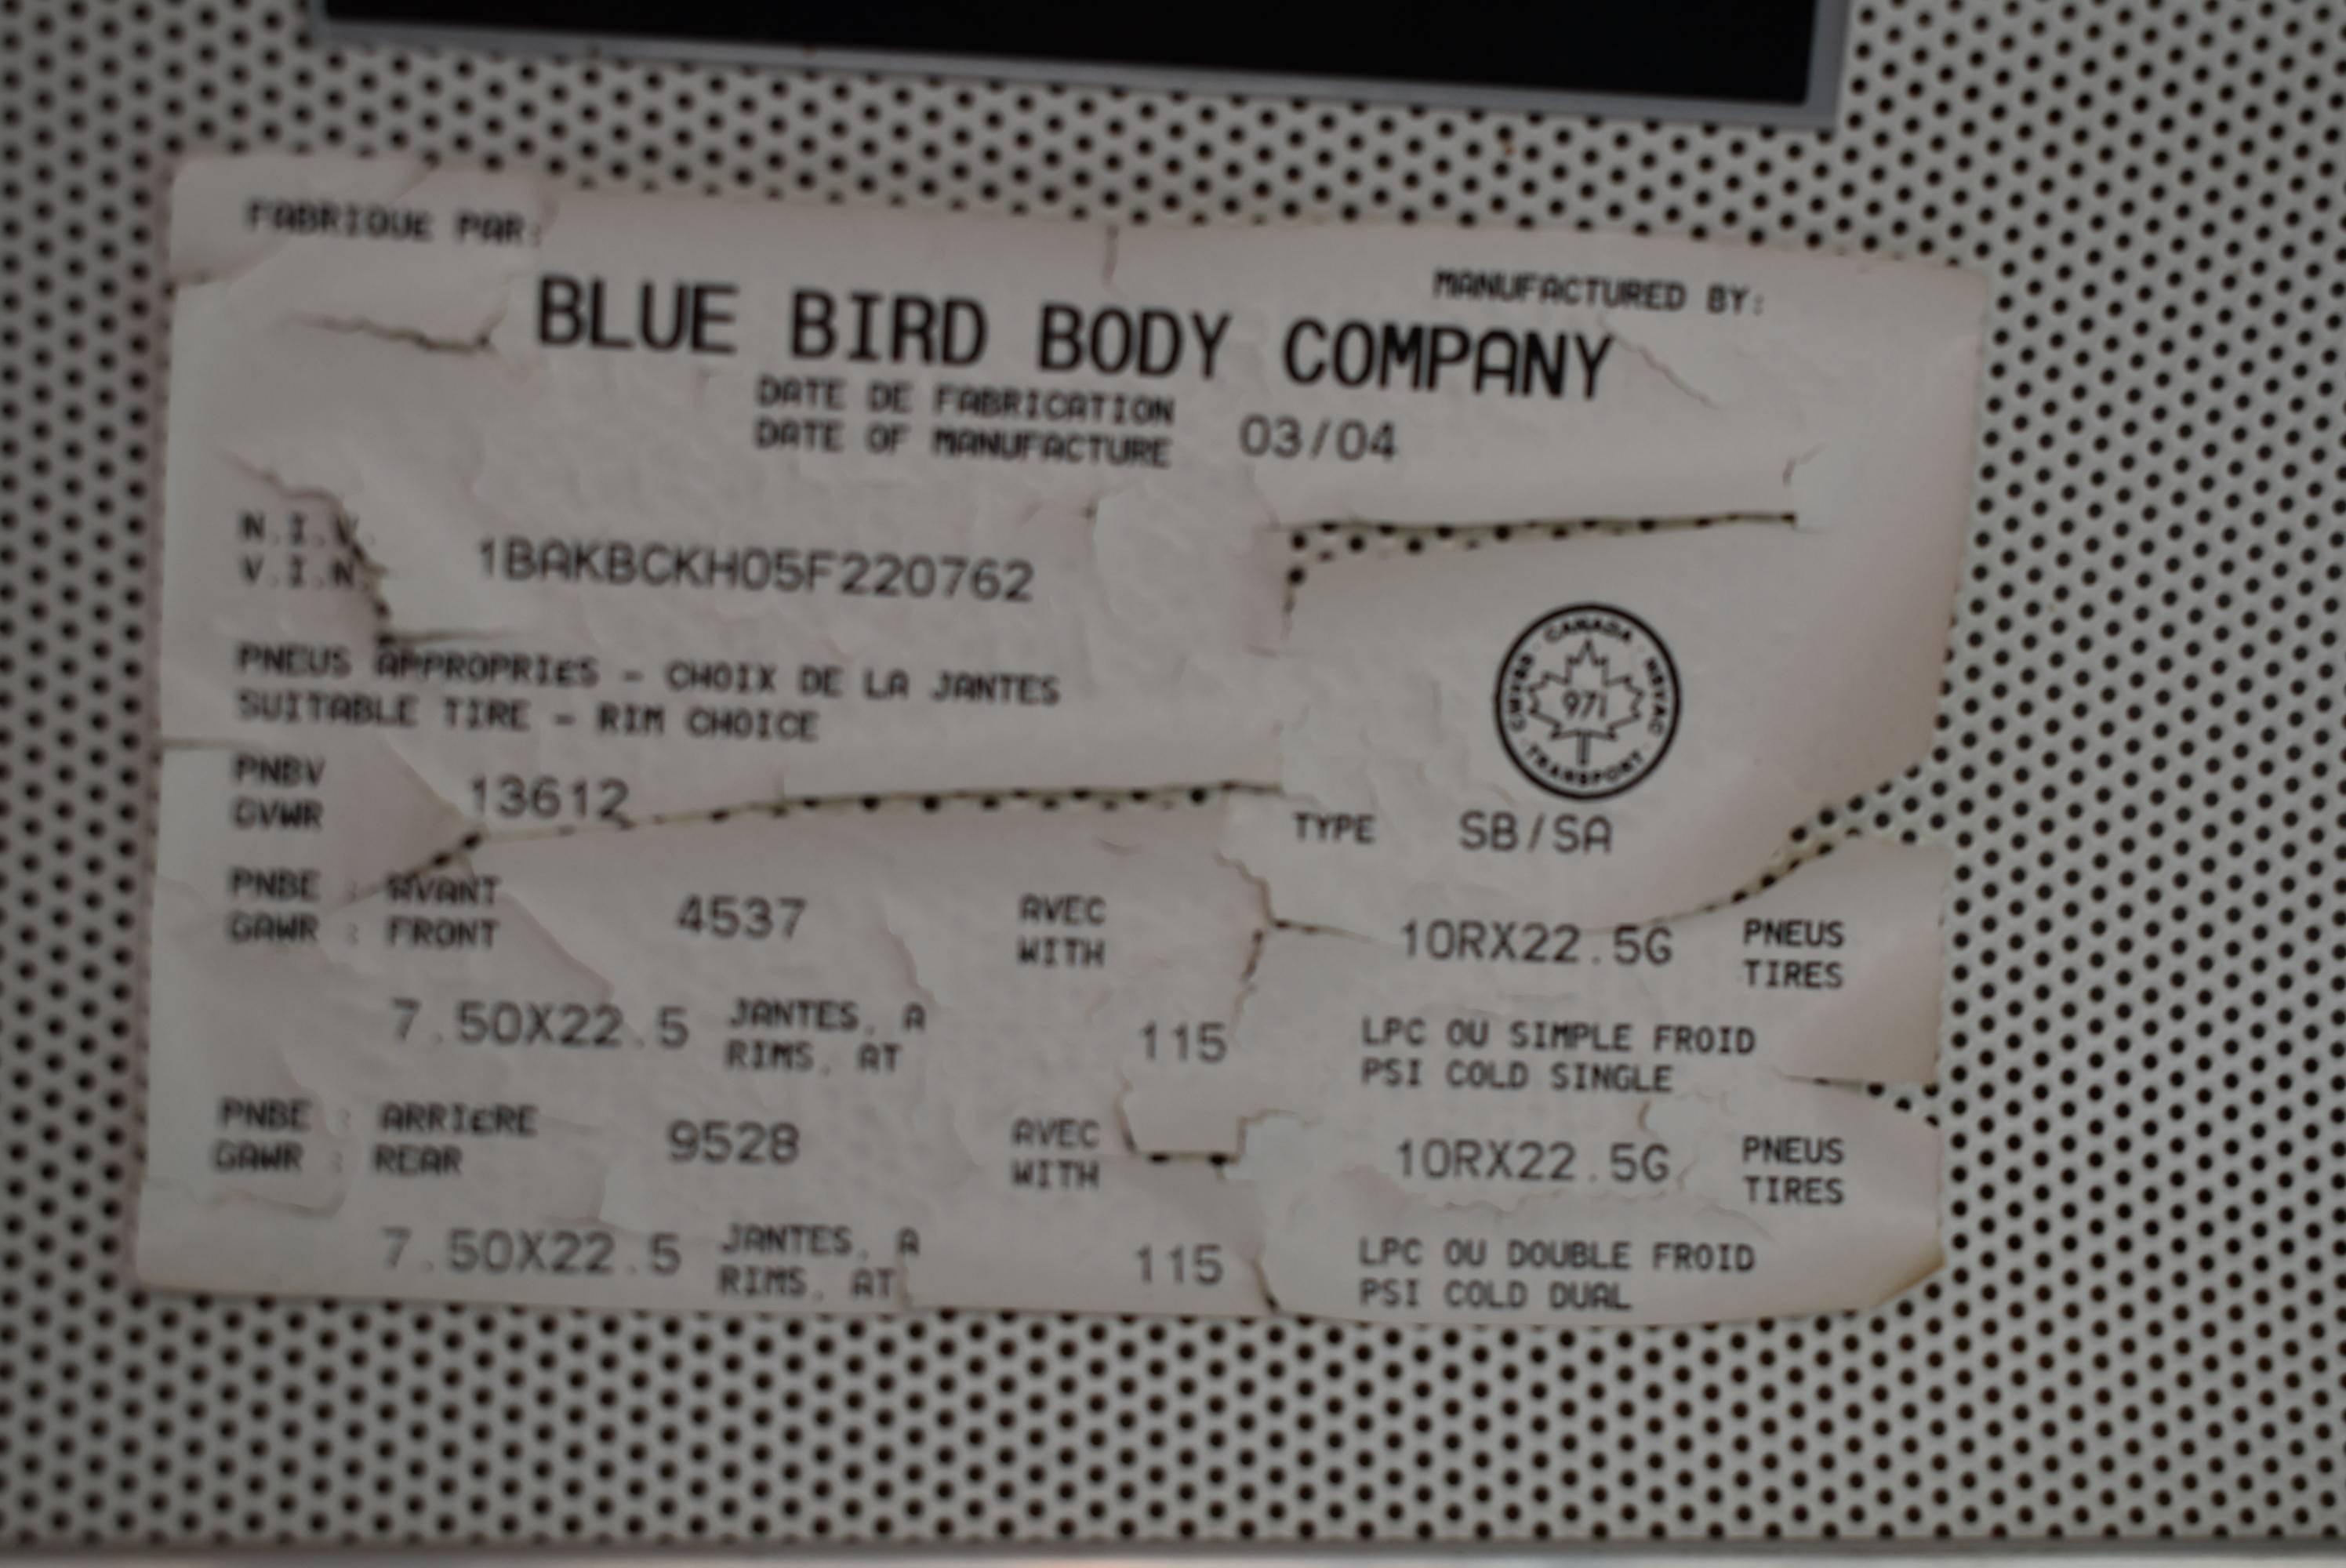 FABRIQUE PAR:
MANUFACTURED BY:
BLUE BIRD BODY COMPANY
DATE DE FABRICATION
DATE OF MANUFACTURE 03/04
N.I.V.
V.I.N. 1BAKBCKH05F220762
PNEUS APPROPRIES - CHOIX DE LA JANTES
SUITABLE TIRE - RIM CHOICE
CANADA
971
TRANSPORT
PNBV
GVWR 13612
TYPE SB/SA
PNBE : AVANT 4537 AVEC 10RX22.5G PNEUS
GAWR : FRONT WITH TIRES
7.50X22.5 JANTES, A 115 LPC OU SIMPLE FROID
RIMS, AT PSI COLD SINGLE
PNBE : ARRIERE 9528 AVEC 10RX22.5G PNEUS
GAWR : REAR WITH TIRES
7.50X22.5 JANTES, A 115 LPC OU DOUBLE FROID
RIMS, AT PSI COLD DUAL